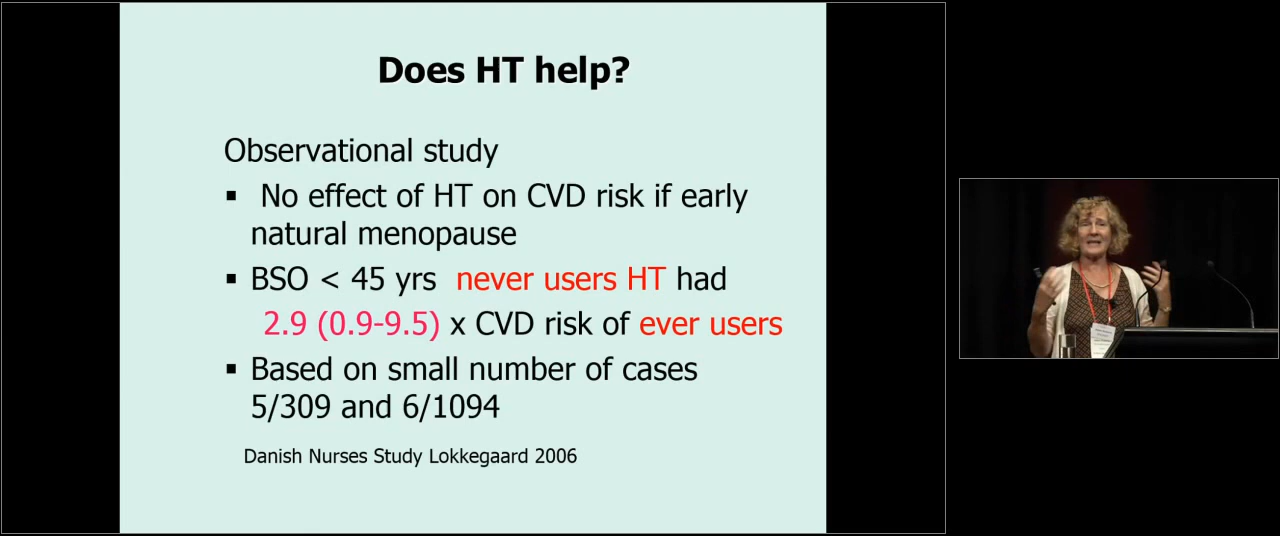 Does HT help?
Observational study
▪ No effect of HT on CVD risk if early
natural menopause
▪ BSO < 45 yrs never users HT had
2.9 (0.9-9.5) x CVD risk of ever users
▪ Based on small number of cases
5/309 and 6/1094
Danish Nurses Study Lokkegaard 2006